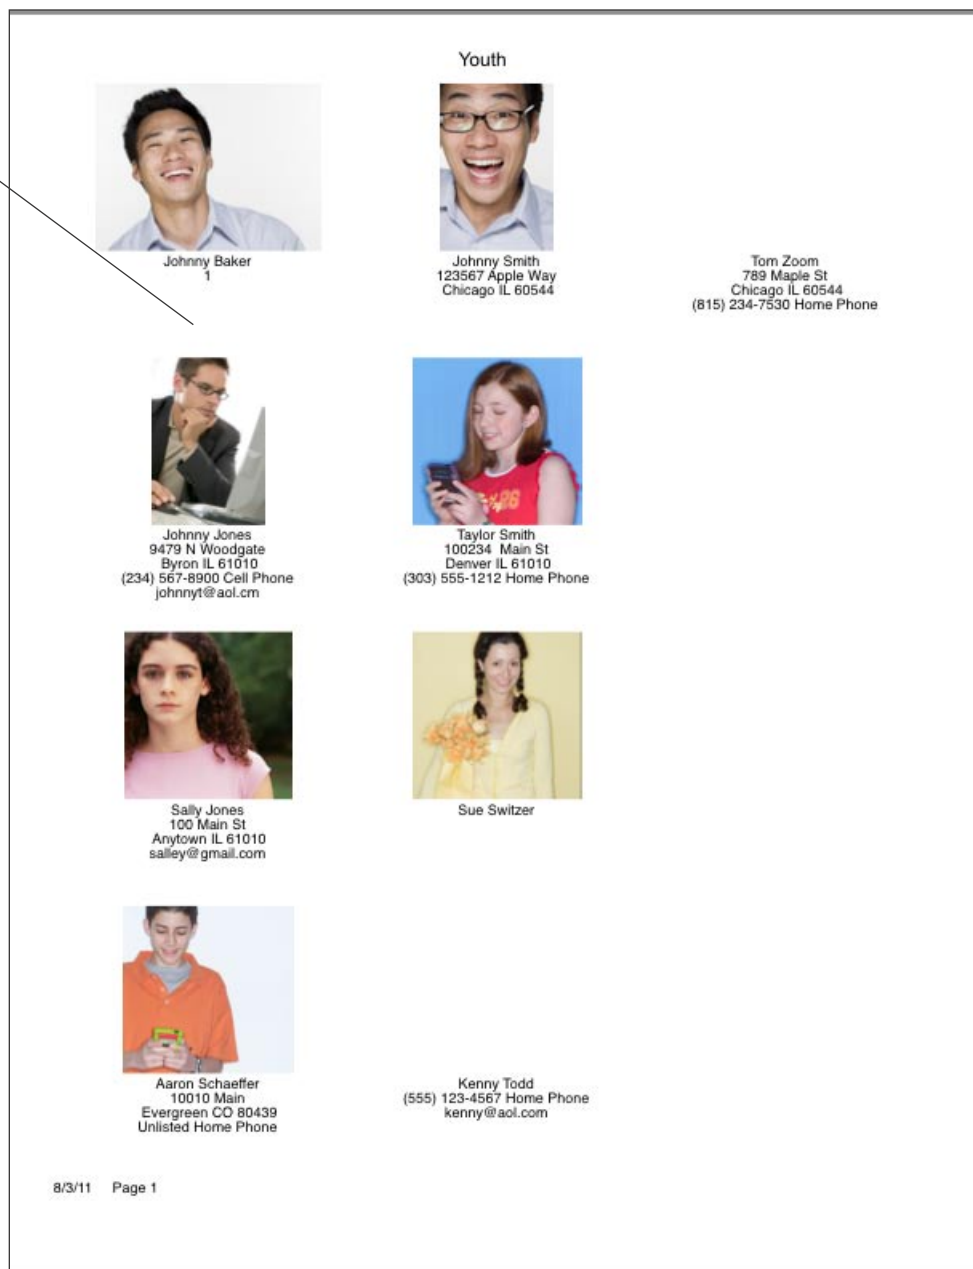 Youth
Johnny Baker
1
Johnny Smith
123567 Apple Way
Chicago IL 60544
Tom Zoom
789 Maple St
Chicago IL 60544
(815) 234-7530 Home Phone
Johnny Jones
9479 N Woodgate
Byron IL 61010
(234) 567-8900 Cell Phone
johnnyt@aol.cm
Taylor Smith
100234  Main St
Denver IL 61010
(303) 555-1212 Home Phone
Sally Jones
100 Main St
Anytown IL 61010
salley@gmail.com
Sue Switzer
Aaron Schaeffer
10010 Main
Evergreen CO 80439
Unlisted Home Phone
Kenny Todd
(555) 123-4567 Home Phone
kenny@aol.com
8/3/11 Page 1